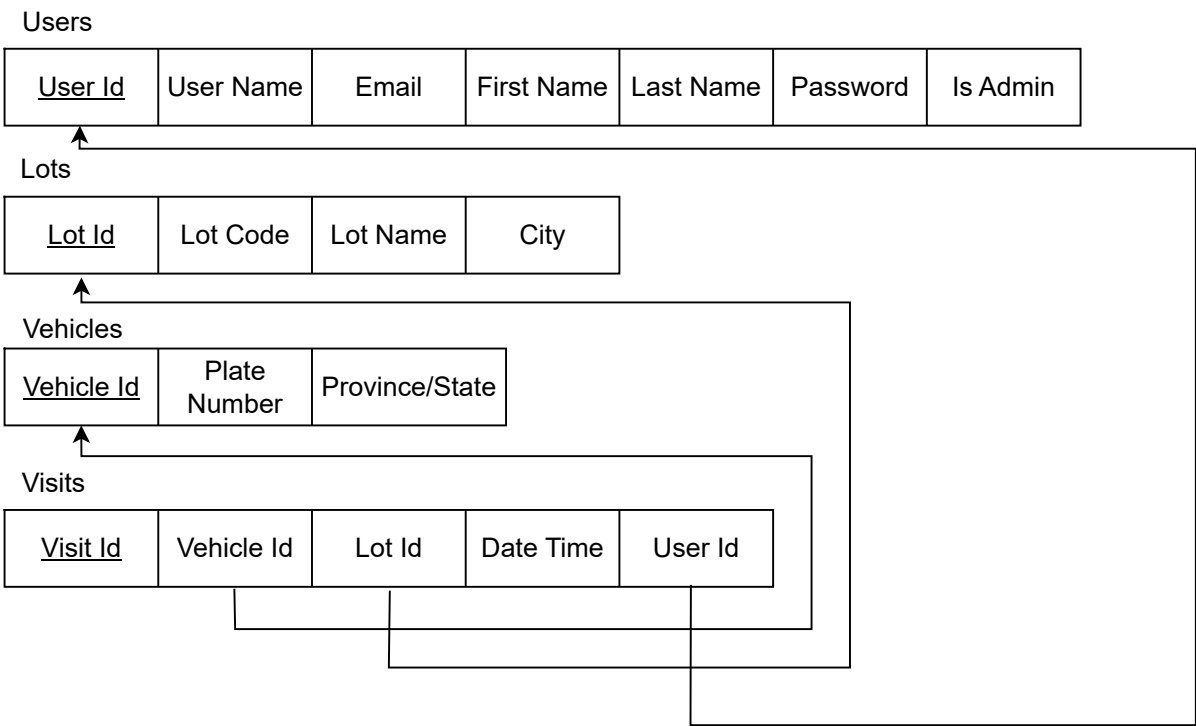 Users
User Id User Name Email First Name Last Name Password Is Admin
Lots
Lot Id Lot Code Lot Name City
Vehicles
Vehicle Id Plate Number Province/State
Visits
Visit Id Vehicle Id Lot Id Date Time User Id